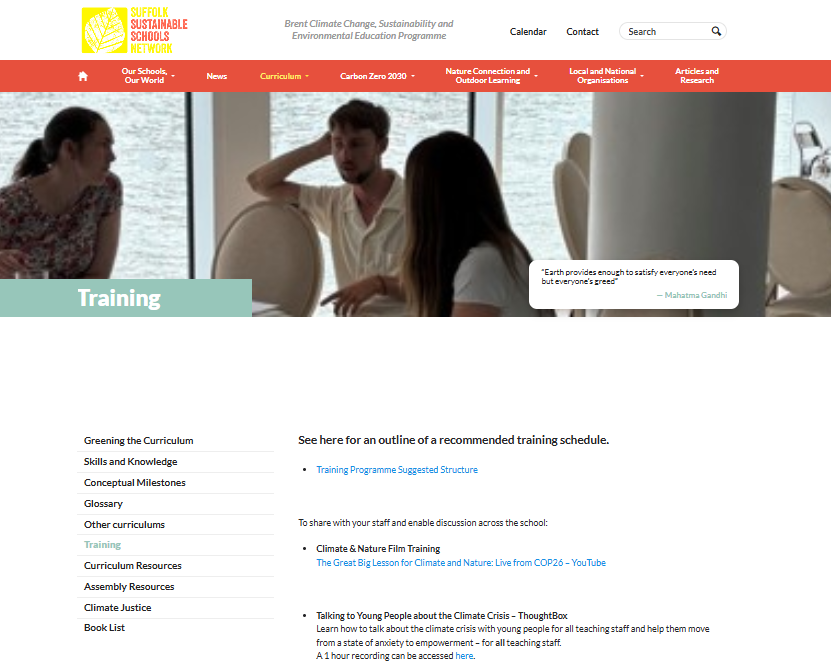 SUFFOLK
SUSTAINABLE
SCHOOLS
NETWORK
Brent Climate Change, Sustainability and
Environmental Education Programme
Calendar
Contact
Search
Our Schools,
Our World
News
Curriculum
Carbon Zero 2030
Nature Connection and
Outdoor Learning
Local and National
Organisations
Articles and
Research
"Earth provides enough to satisfy everyone's need
but everyone's greed"
— Mahatma Gandhi
Training
Greening the Curriculum
Skills and Knowledge
Conceptual Milestones
Glossary
Other curriculums
Training
Curriculum Resources
Assembly Resources
Climate Justice
Book List
See here for an outline of a recommended training schedule.
Training Programme Suggested Structure
To share with your staff and enable discussion across the school:
Climate & Nature Film Training
The Great Big Lesson for Climate and Nature: Live from COP26 – YouTube
Talking to Young People about the Climate Crisis – ThoughtBox
Learn how to talk about the climate crisis with young people for all teaching staff and help them move
from a state of anxiety to empowerment – for all teaching staff.
A 1 hour recording can be accessed here.